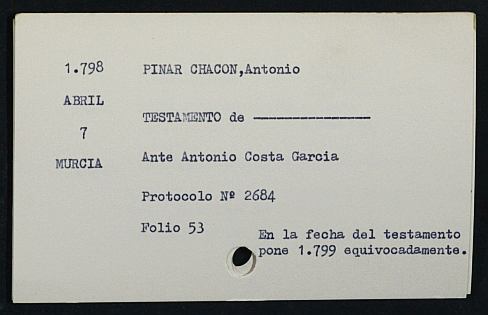 1.798 PINAR CHACON,Antonio
ABRIL
TESTAMENTO de ---------------
7
MURCIA Ante Antonio Costa Garcia
Protocolo Nº 2684
Folio 53
En la fecha del testamento
pone 1.799 equivocadamente.